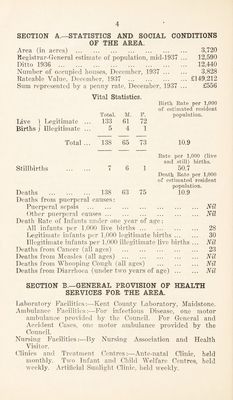 4
SECTION A.—STATISTICS AND SOCIAL CONDITIONS
OF THE AREA.
Area (in acres) ... 3,720
Registrar-General estimate of population, mid-1937 ... 12,590
Ditto 1936 ... 12,440
Number of occupied houses, December, 1937 ... 3,828
Rateable Value, December, 1937 ... £149,212
Sum represented by a penny rate, December, 1937 ... £556
Vital Statistics.
Birth Rate per 1,000
of estimated resident
population.
Total. M. F.
Live } Legitimate ... 133 61 72
Births } Illegitimate ... 5 4 1
Total ... 138 65 73 10.9
Rate per 1,000 (live
and still) births.
Stillbirths ... 7 6 1 50.7
Death Rate per 1,000
of estimated resident
population.
Deaths ... 138 63 75 10.9
Deaths from puerperal causes:
Puerperal sepsis ... Nil
Other puerperal causes ... Nil
Death Rate of Infants under one year of age:
All infants per 1,000 live births ... 28
Legitimate infants per 1,000 legitimate births ... 30
Illegitimate infants per 1,000 illegitimate live births ... Nil
Deaths from Cancer (all ages) ... 23
Deaths from Measles (all ages) ... Nil
Deaths from Whooping Cough (all ages) ... Nil
Deaths from Diarrhoea (under two years of age) ... Nil
SECTION B.—GENERAL PROVISION OF HEALTH
SERVICES FOR THE AREA.
Laboratory Facilities:—Kent County Laboratory, Maidstone.
Ambulance Facilities:—For infectious Disease, one motor
ambulance provided by the Council. For General and
Accident Cases, one motor ambulance provided by the
Council.
Nursing Facilities:—By Nursing Association and Health
Visitor.
Clinics and Treatment Centres:—Ante-natal Clinic, held
monthly. Two Infant and Child Welfare Centres, held
weekly. Artificial Sunlight Clinic, held weekly.